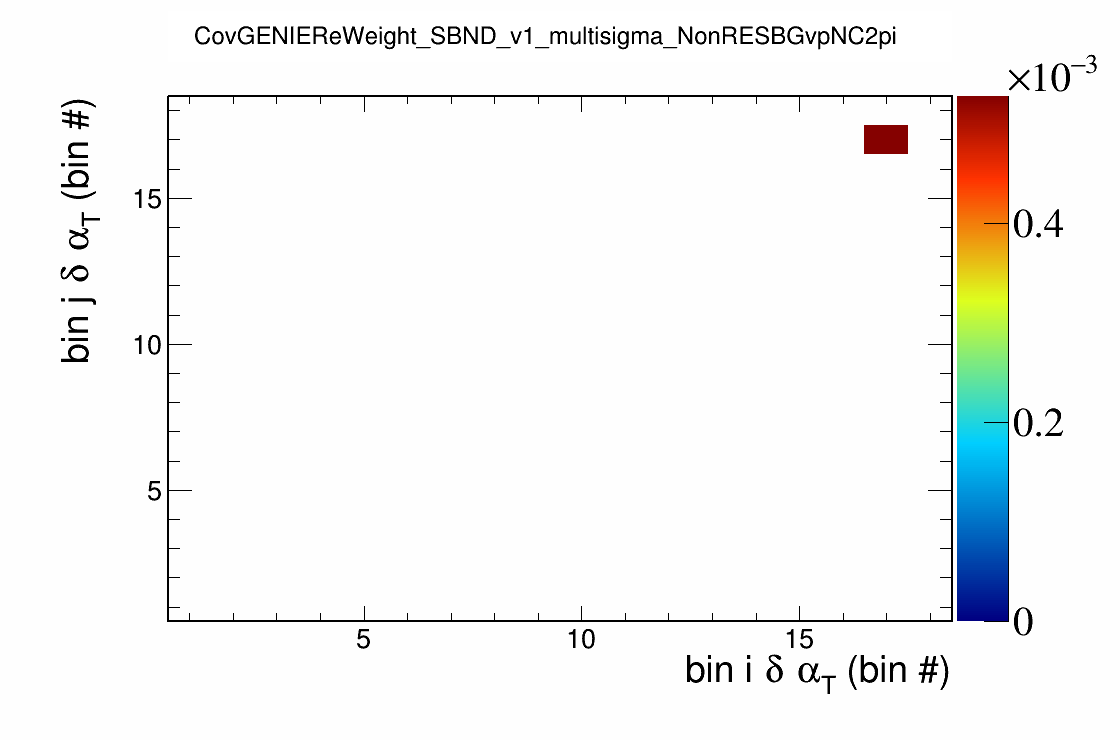 CovGENIEReWeight_SBND_v1_multisigma_NonRESBGvpNC2pi
×10⁻³
bin j δ α_T (bin #)
15
10
5
5 10 15
bin i δ α_T (bin #)
0.4
0.2
0